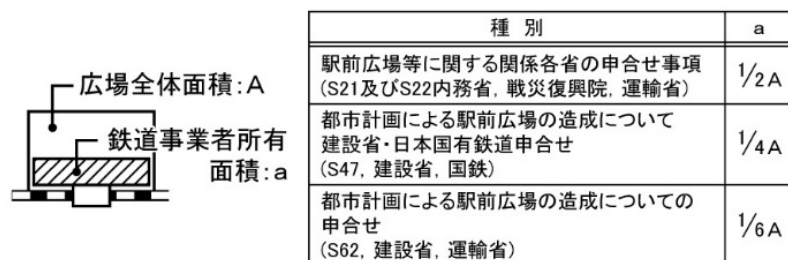 広場全体面積:A
鉄道事業者所有
面積:a
種 別
a
駅前広場等に関する関係各省の申合せ事項
(S21及びS22内務省, 戦災復興院, 運輸省)
1/2A
都市計画による駅前広場の造成について
建設省・日本国有鉄道申合せ
(S47, 建設省, 国鉄)
1/4A
都市計画による駅前広場の造成についての
申合せ
(S62, 建設省, 運輸省)
1/6A